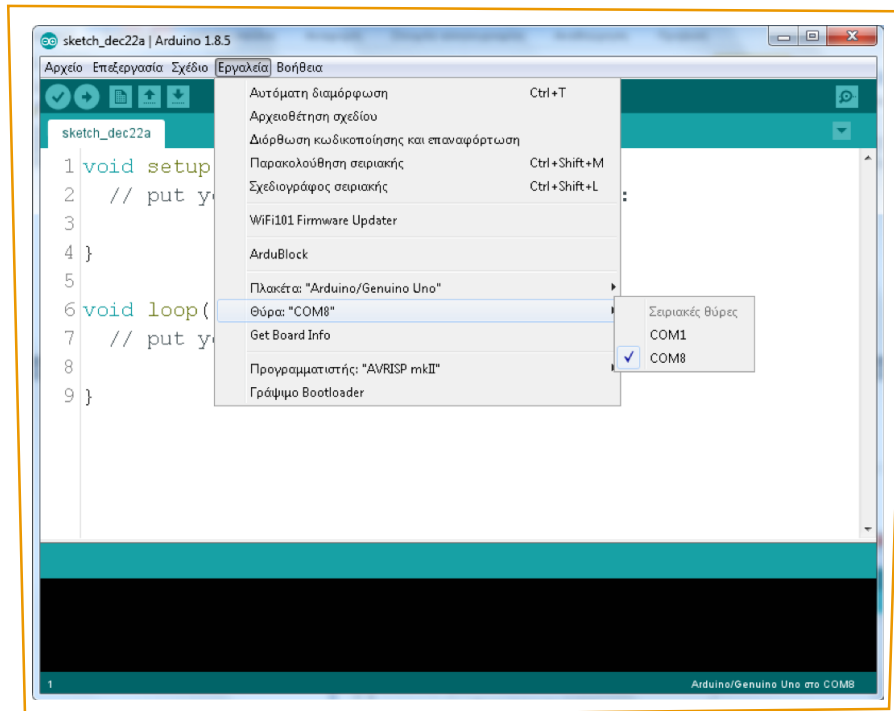 sketch_dec22a | Arduino 1.8.5
Αρχείο Επεξεργασία Σχέδιο Εργαλεία Βοήθεια
Αυτόματη διαμόρφωση Ctrl+T
Αρχειοθέτηση σχεδίου
Διόρθωση κωδικοποίησης και επαναφόρτωση
Παρακολούθηση σειριακής Ctrl+Shift+M
Σχεδιογράφος σειριακής Ctrl+Shift+L
WiFi101 Firmware Updater
ArduBlock
Πλακέτα: "Arduino/Genuino Uno"
Θύρα: "COM8"
Get Board Info
Προγραμματιστής: "AVRISP mkII"
Γράψιμο Bootloader
Σειριακές θύρες
COM1
COM8
sketch_dec22a
1 void setup
2 // put y :
3
4 }
5
6 void loop(
7 // put y
8
9 }
1 Arduino/Genuino Uno στο COM8